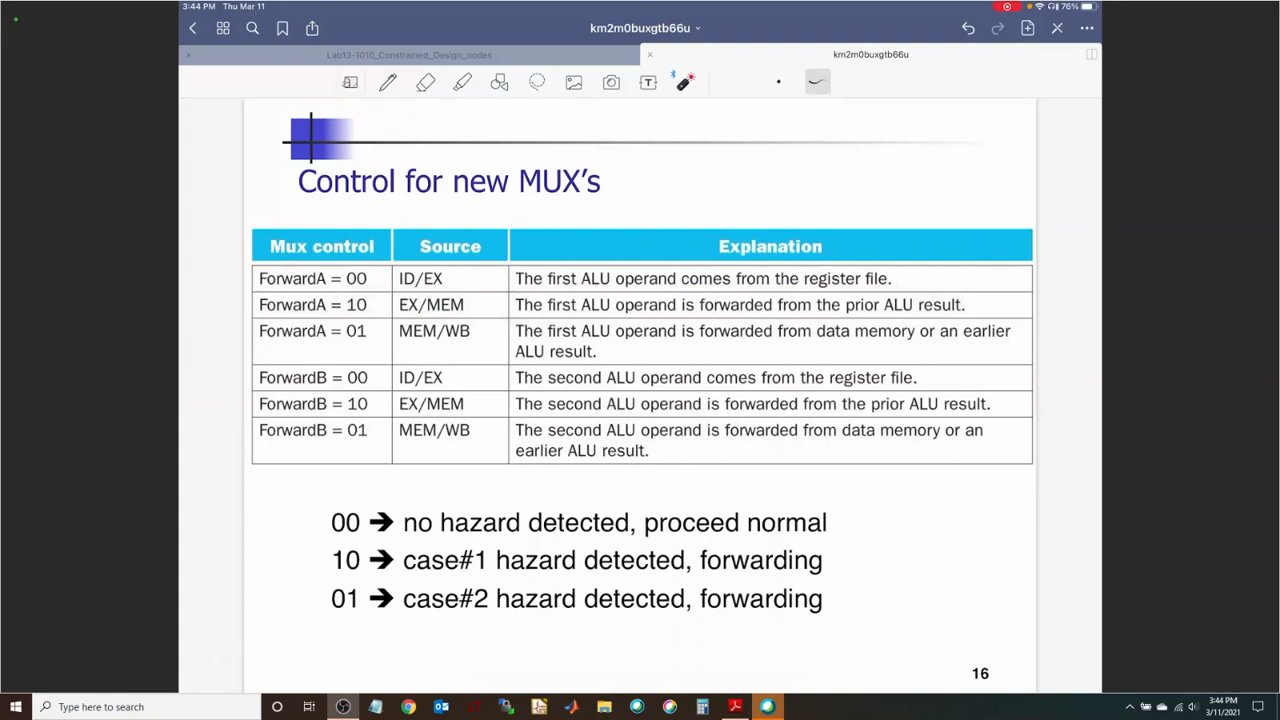 3:44 PM Thu Mar 11
76%
km2m0buxgtb66u
Lab13-1010_Constrained_Design_nodes
km2m0buxgtb66u
Control for new MUX's
Mux control Source Explanation
ForwardA = 00 ID/EX The first ALU operand comes from the register file.
ForwardA = 10 EX/MEM The first ALU operand is forwarded from the prior ALU result.
ForwardA = 01 MEM/WB The first ALU operand is forwarded from data memory or an earlier
ALU result.
ForwardB = 00 ID/EX The second ALU operand comes from the register file.
ForwardB = 10 EX/MEM The second ALU operand is forwarded from the prior ALU result.
ForwardB = 01 MEM/WB The second ALU operand is forwarded from data memory or an
earlier ALU result.
00 → no hazard detected, proceed normal
10 → case#1 hazard detected, forwarding
01 → case#2 hazard detected, forwarding
16
Type here to search
3:44 PM
3/11/2021